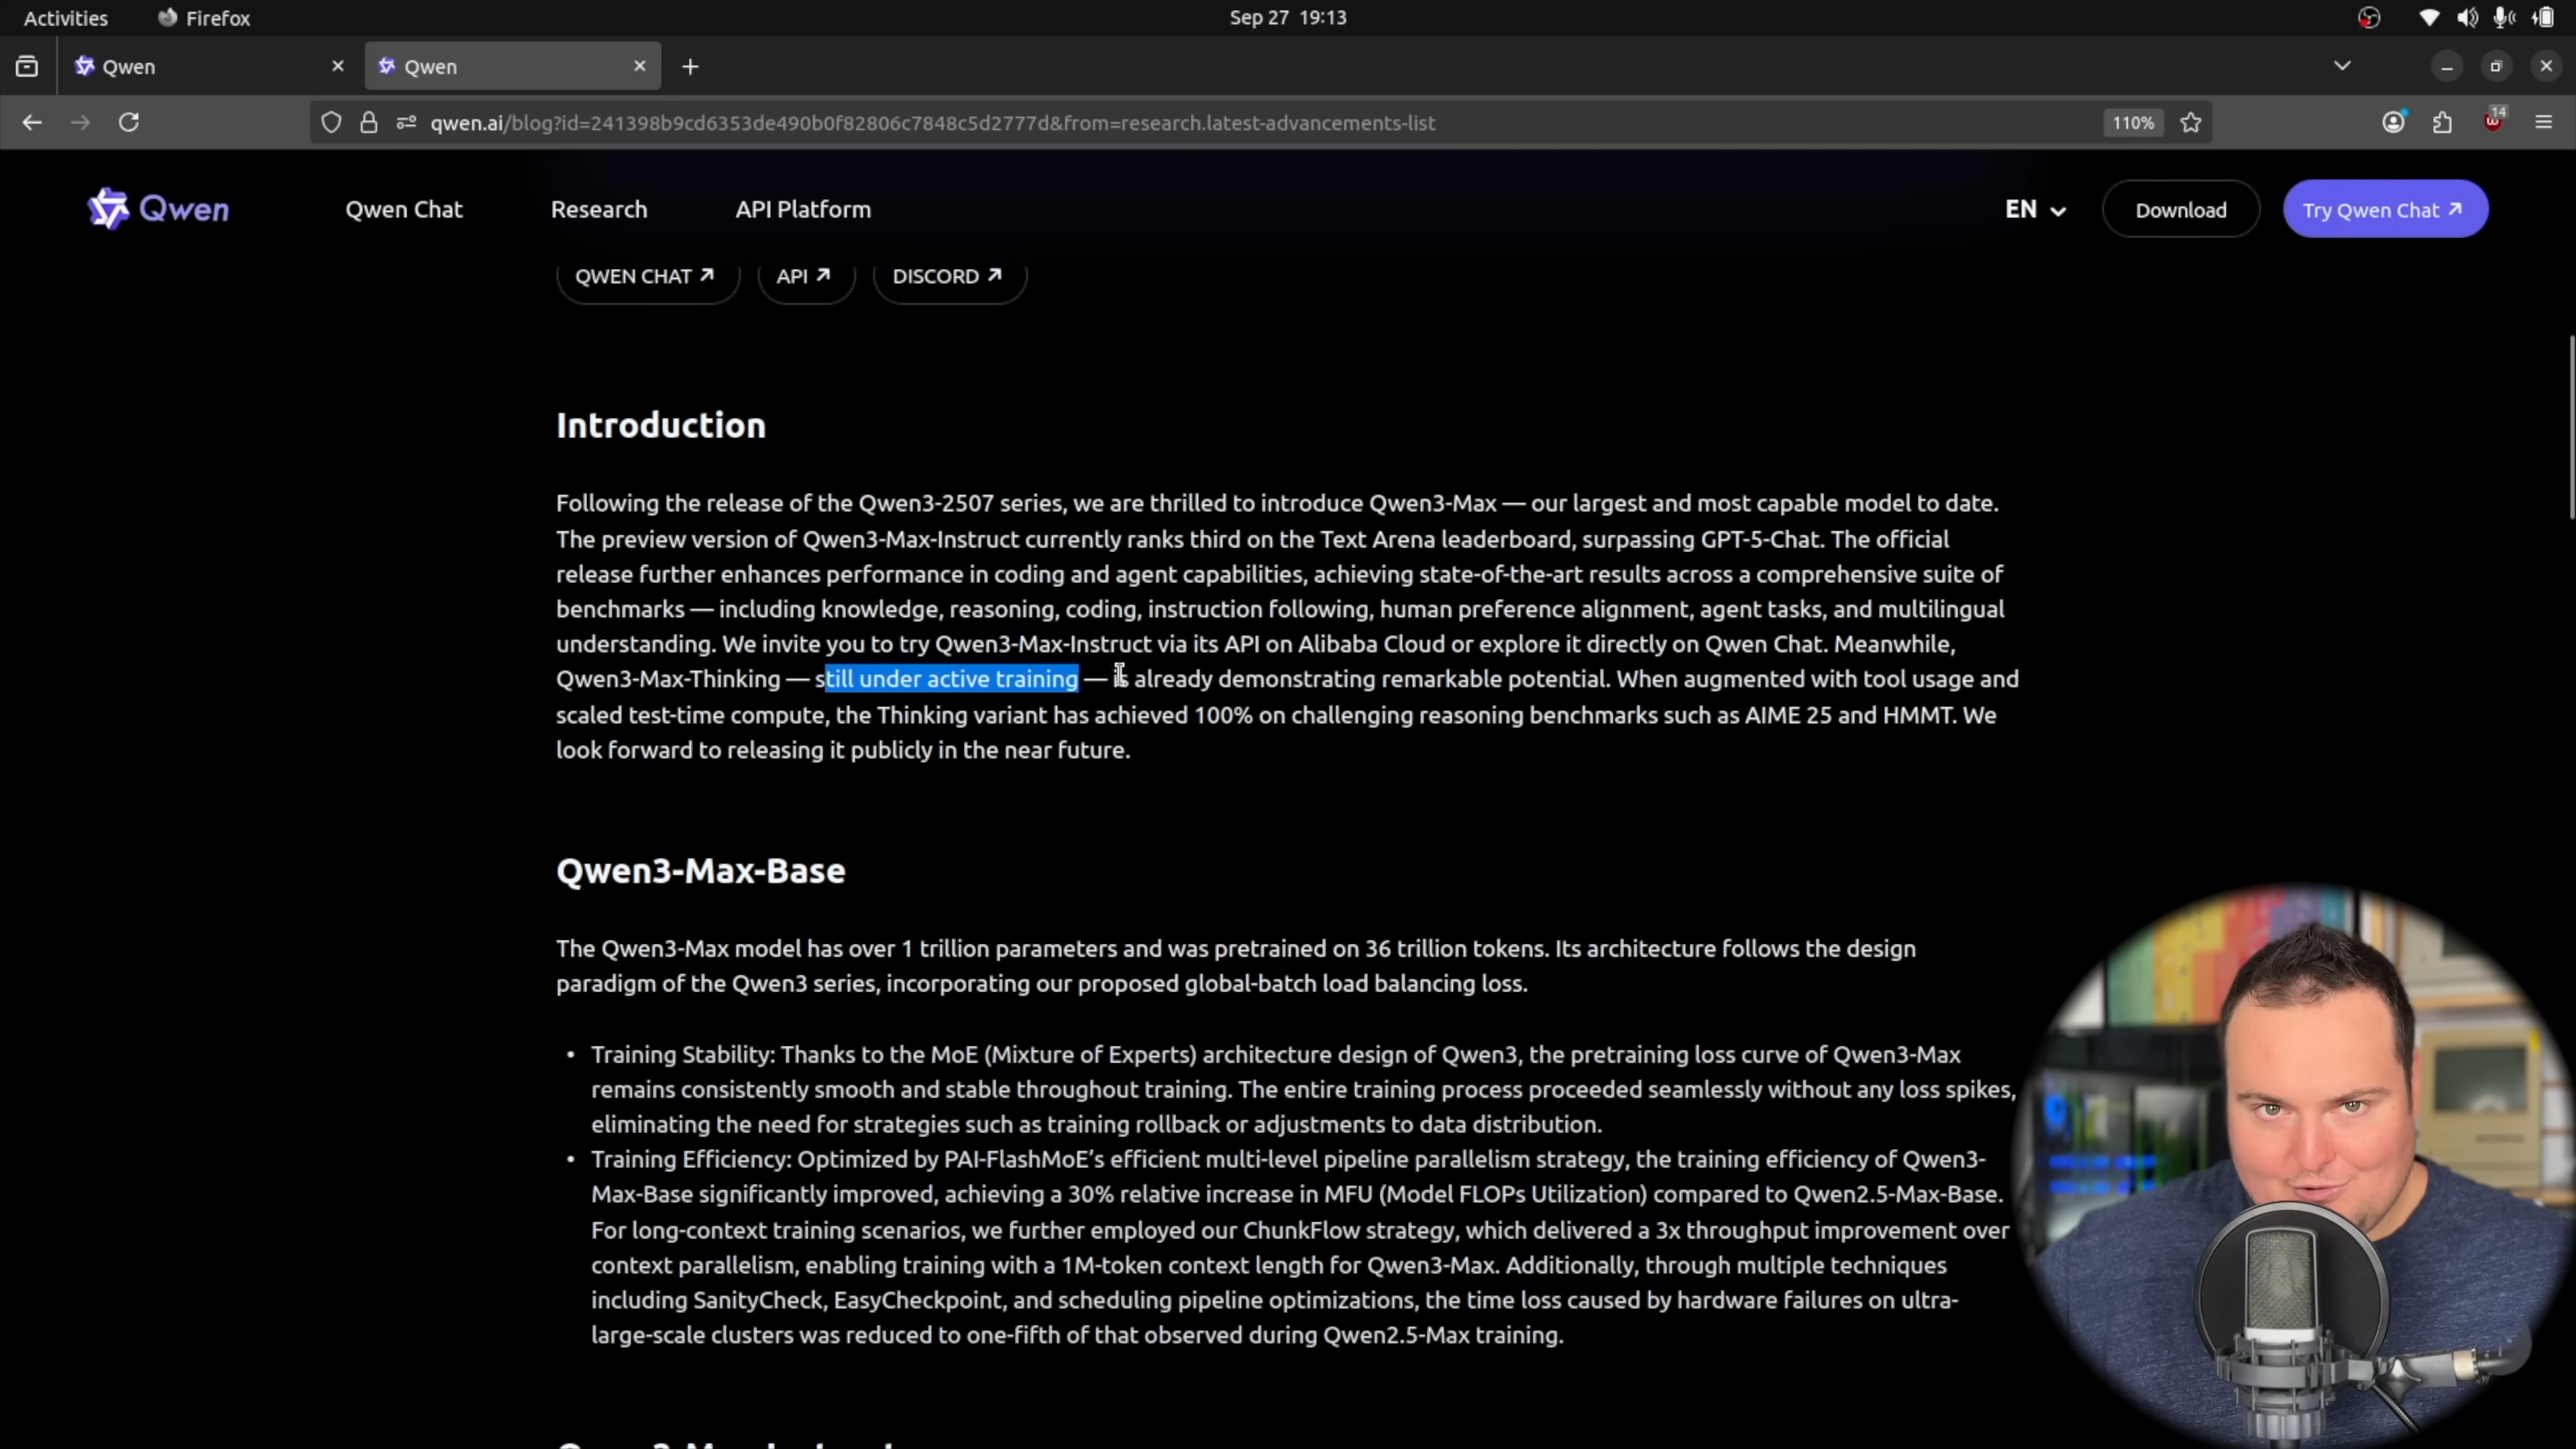 Activities Firefox Sep 27 19:13
Qwen Qwen
qwen.ai/blog?id=241398b9cd6353de490b0f82806c7848c5d2777d&from=research.latest-advancements-list 110% 14
Qwen Qwen Chat Research API Platform EN Download Try Qwen Chat
QWEN CHAT API DISCORD
Introduction
Following the release of the Qwen3-2507 series, we are thrilled to introduce Qwen3-Max — our largest and most capable model to date.
The preview version of Qwen3-Max-Instruct currently ranks third on the Text Arena leaderboard, surpassing GPT-5-Chat. The official
release further enhances performance in coding and agent capabilities, achieving state-of-the-art results across a comprehensive suite of
benchmarks — including knowledge, reasoning, coding, instruction following, human preference alignment, agent tasks, and multilingual
understanding. We invite you to try Qwen3-Max-Instruct via its API on Alibaba Cloud or explore it directly on Qwen Chat. Meanwhile,
Qwen3-Max-Thinking — still under active training — is already demonstrating remarkable potential. When augmented with tool usage and
scaled test-time compute, the Thinking variant has achieved 100% on challenging reasoning benchmarks such as AIME 25 and HMMT. We
look forward to releasing it publicly in the near future.
Qwen3-Max-Base
The Qwen3-Max model has over 1 trillion parameters and was pretrained on 36 trillion tokens. Its architecture follows the design
paradigm of the Qwen3 series, incorporating our proposed global-batch load balancing loss.
• Training Stability: Thanks to the MoE (Mixture of Experts) architecture design of Qwen3, the pretraining loss curve of Qwen3-Max
remains consistently smooth and stable throughout training. The entire training process proceeded seamlessly without any loss spikes,
eliminating the need for strategies such as training rollback or adjustments to data distribution.
• Training Efficiency: Optimized by PAI-FlashMoE’s efficient multi-level pipeline parallelism strategy, the training efficiency of Qwen3-
Max-Base significantly improved, achieving a 30% relative increase in MFU (Model FLOPs Utilization) compared to Qwen2.5-Max-Base.
For long-context training scenarios, we further employed our ChunkFlow strategy, which delivered a 3x throughput improvement over
context parallelism, enabling training with a 1M-token context length for Qwen3-Max. Additionally, through multiple techniques
including SanityCheck, EasyCheckpoint, and scheduling pipeline optimizations, the time loss caused by hardware failures on ultra-
large-scale clusters was reduced to one-fifth of that observed during Qwen2.5-Max training.